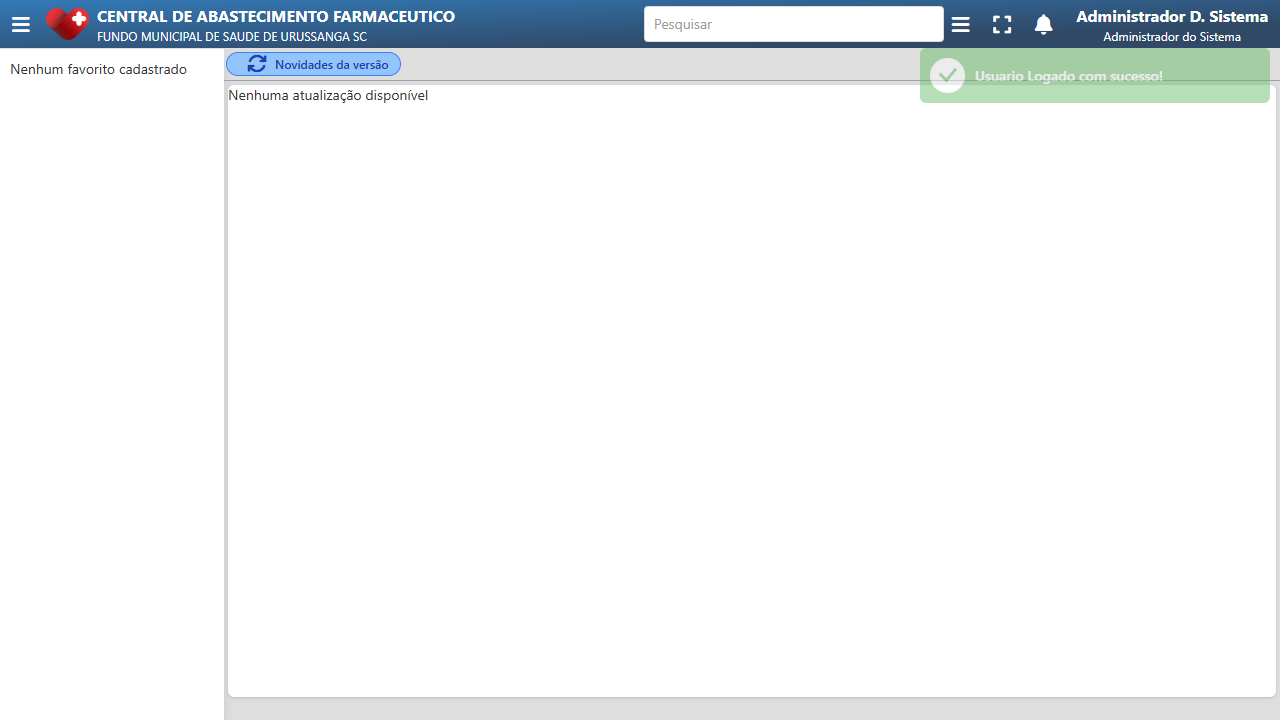 CENTRAL DE ABASTECIMENTO FARMACEUTICO
FUNDO MUNICIPAL DE SAUDE DE URUSSANGA SC
Pesquisar
Administrador D. Sistema
Administrador do Sistema
Nenhum favorito cadastrado
Novidades da versão
Usuario Logado com sucesso!
Nenhuma atualização disponível